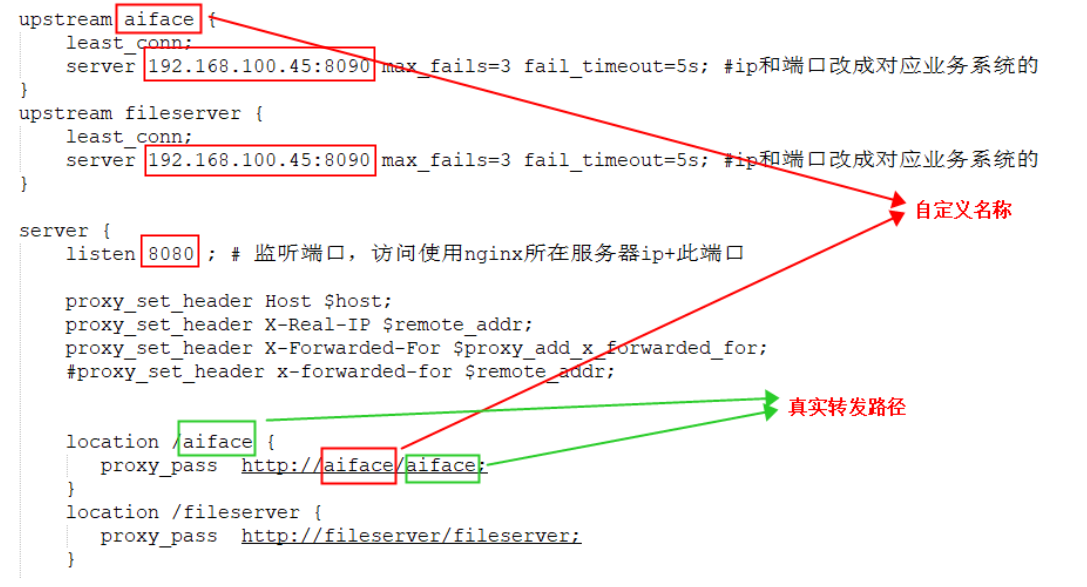 upstream aiface {
least_conn;
server 192.168.100.45:8090 max_fails=3 fail_timeout=5s; #ip和端口改成对应业务系统的
}
upstream fileserver {
least_conn;
server 192.168.100.45:8090 max_fails=3 fail_timeout=5s; #ip和端口改成对应业务系统的
}
自定义名称
server {
listen 8080 ; # 监听端口，访问使用nginx所在服务器ip+此端口
proxy_set_header Host $host;
proxy_set_header X-Real-IP $remote_addr;
proxy_set_header X-Forwarded-For $proxy_add_x_forwarded_for;
#proxy_set_header x-forwarded-for $remote_addr;
真实转发路径
location /aiface {
proxy_pass http://aiface/aiface;
}
location /fileserver {
proxy_pass http://fileserver/fileserver;
}